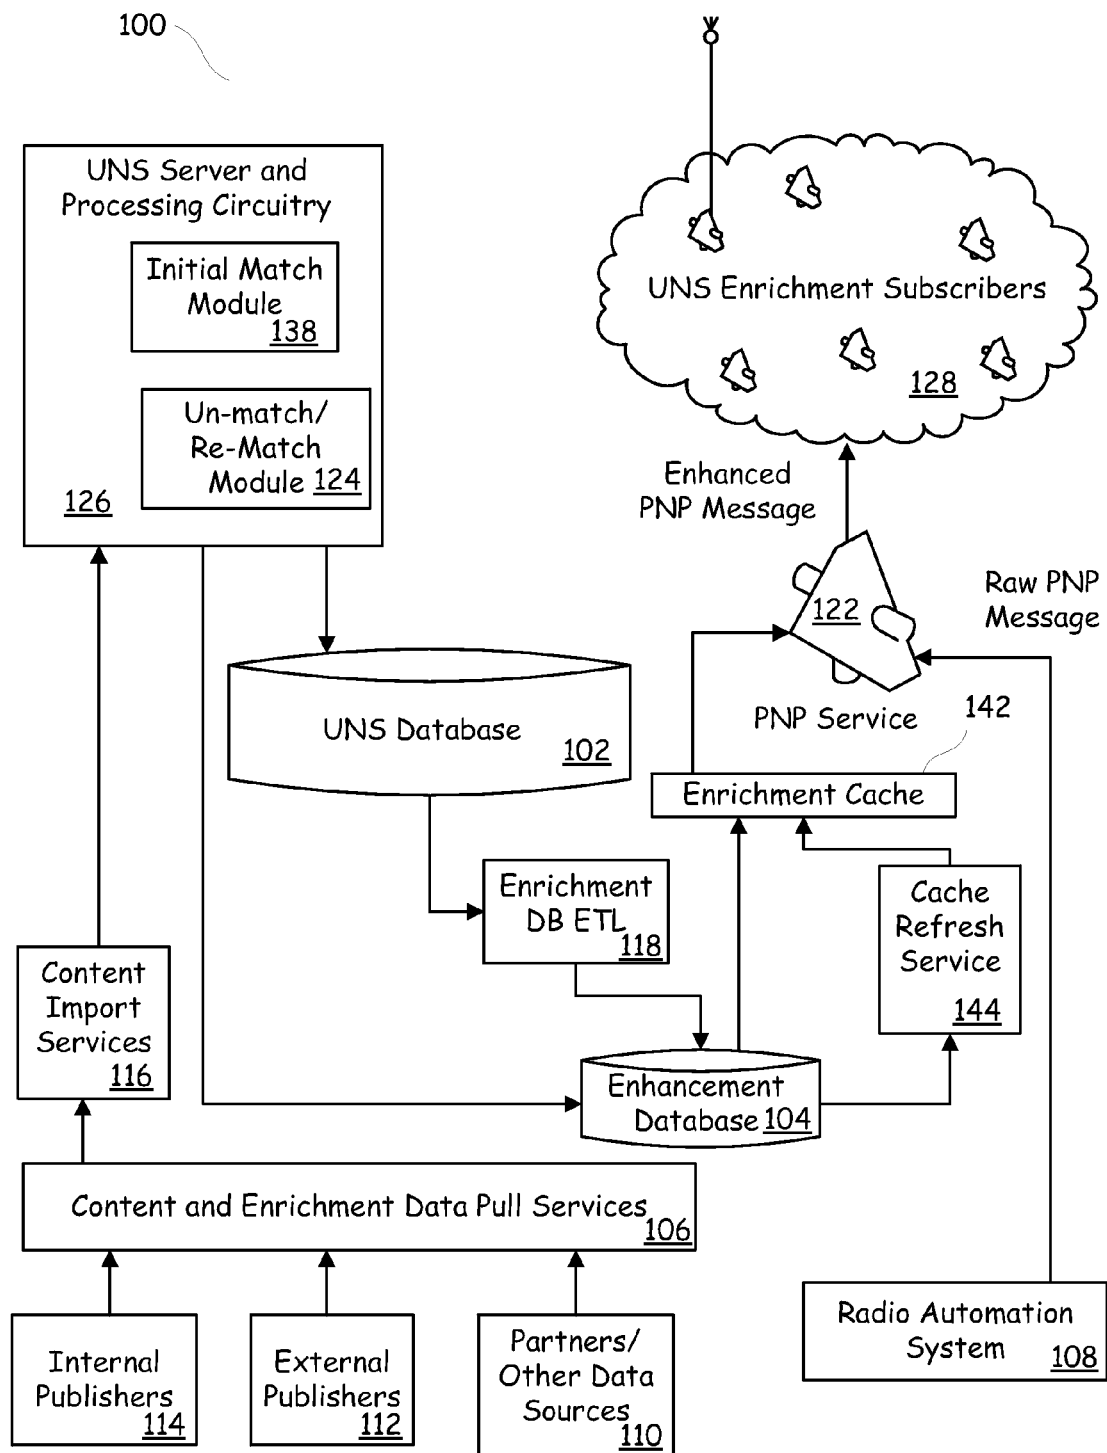 100
UNS Server and
Processing Circuitry
Initial Match
Module
138
Un-match/
Re-Match
Module 124
126
UNS Enrichment Subscribers
128
Enhanced
PNP Message
122
Raw PNP
Message
PNP Service
142
UNS Database
102
Enrichment Cache
Enrichment
DB ETL
118
Cache
Refresh
Service
144
Content
Import
Services
116
Enhancement
Database 104
Content and Enrichment Data Pull Services
106
Internal
Publishers
114
External
Publishers
112
Partners/
Other Data
Sources
110
Radio Automation
System 108